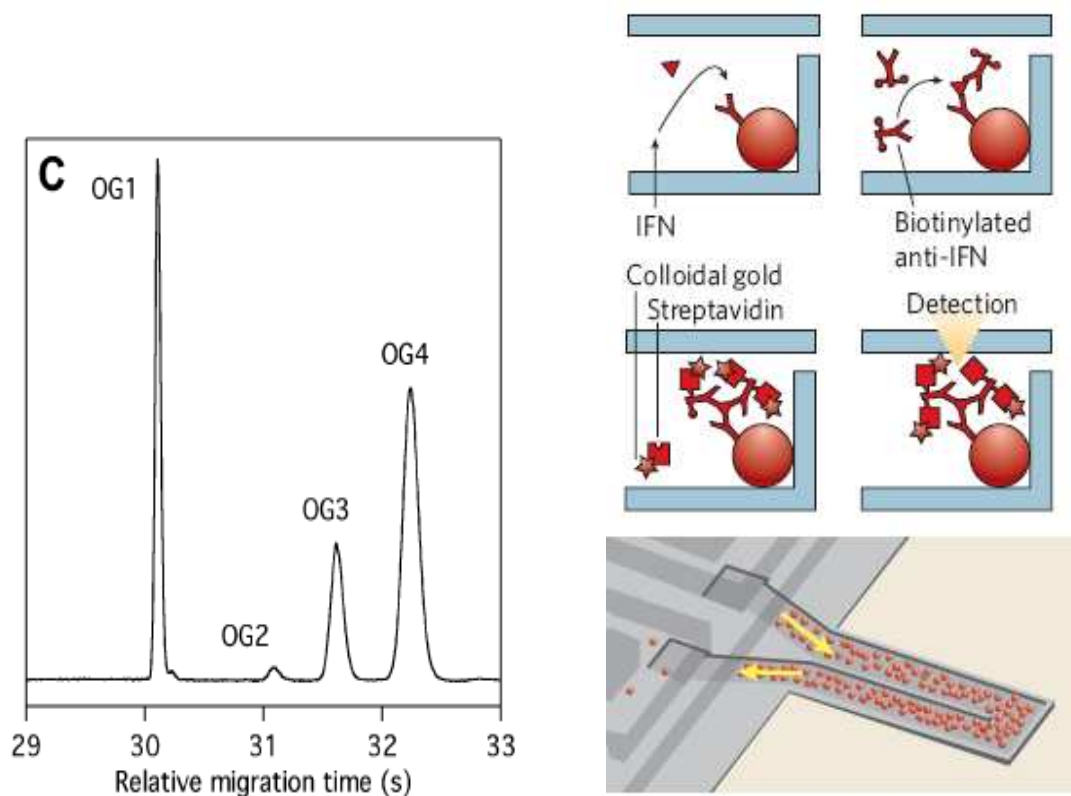 C
OG1
OG2
OG3
OG4
29 30 31 32 33
Relative migration time (s)
IFN
Biotinylated
anti-IFN
Colloidal gold
Streptavidin
Detection